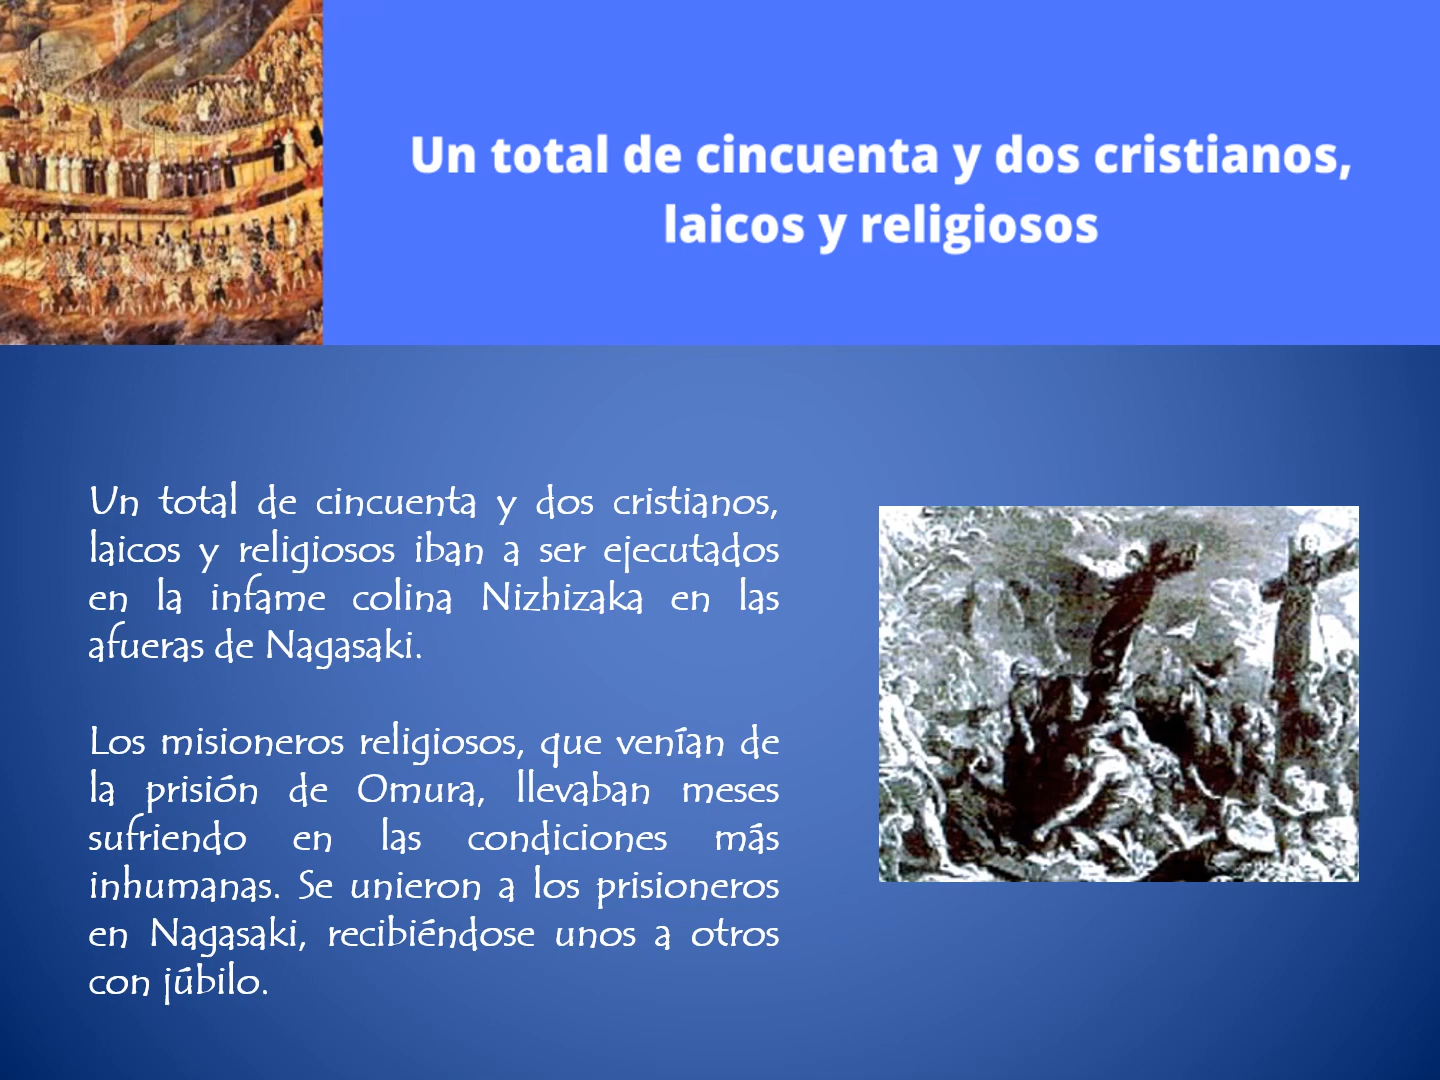 Un total de cincuenta y dos cristianos,
laicos y religiosos
Un total de cincuenta y dos cristianos,
laicos y religiosos iban a ser ejecutados
en la infame colina Nizhizaka en las
afueras de Nagasaki.
Los misioneros religiosos, que venían de
la prisión de Omura, llevaban meses
sufriendo en las condiciones más
inhumanas. Se unieron a los prisioneros
en Nagasaki, recibiéndose unos a otros
con júbilo.